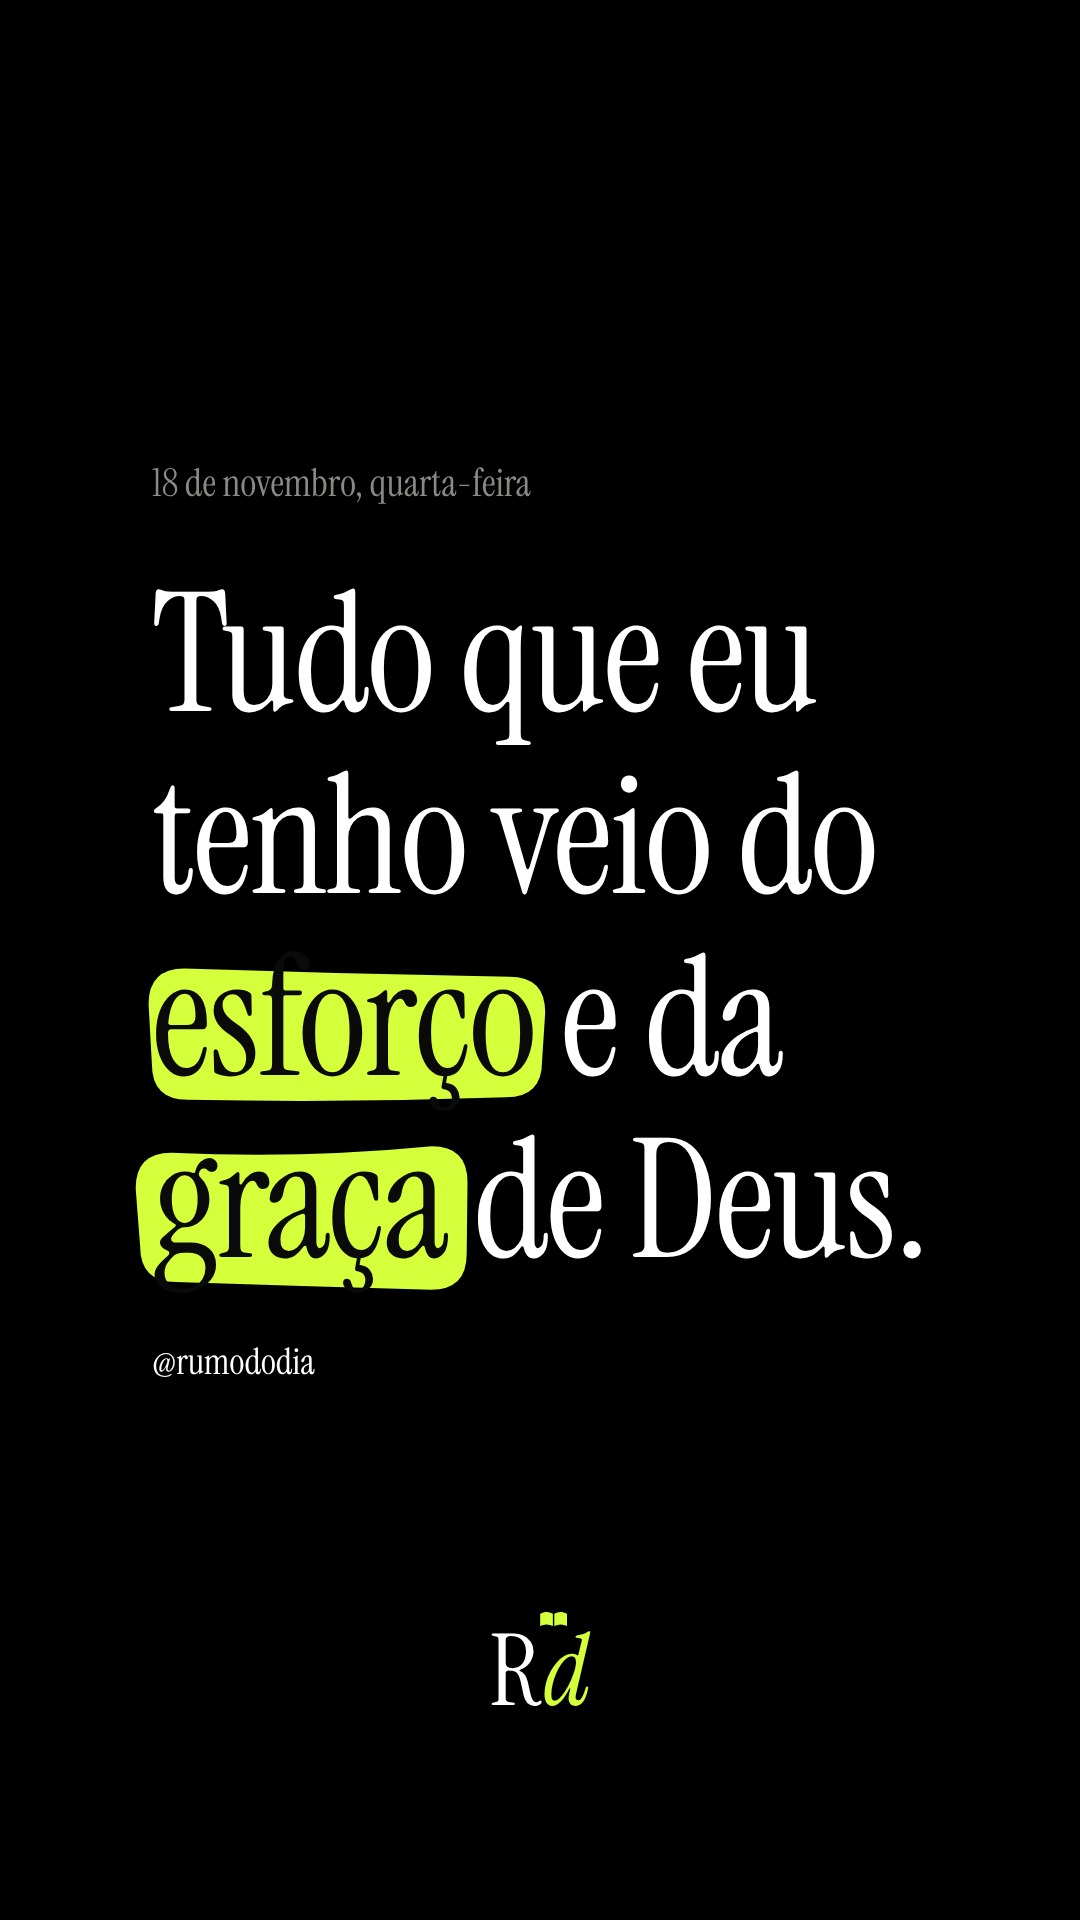 18 de novembro, quarta-feira
Tudo que eu
tenho veio do
esforço e da
graça de Deus.
@rumododia
Rd